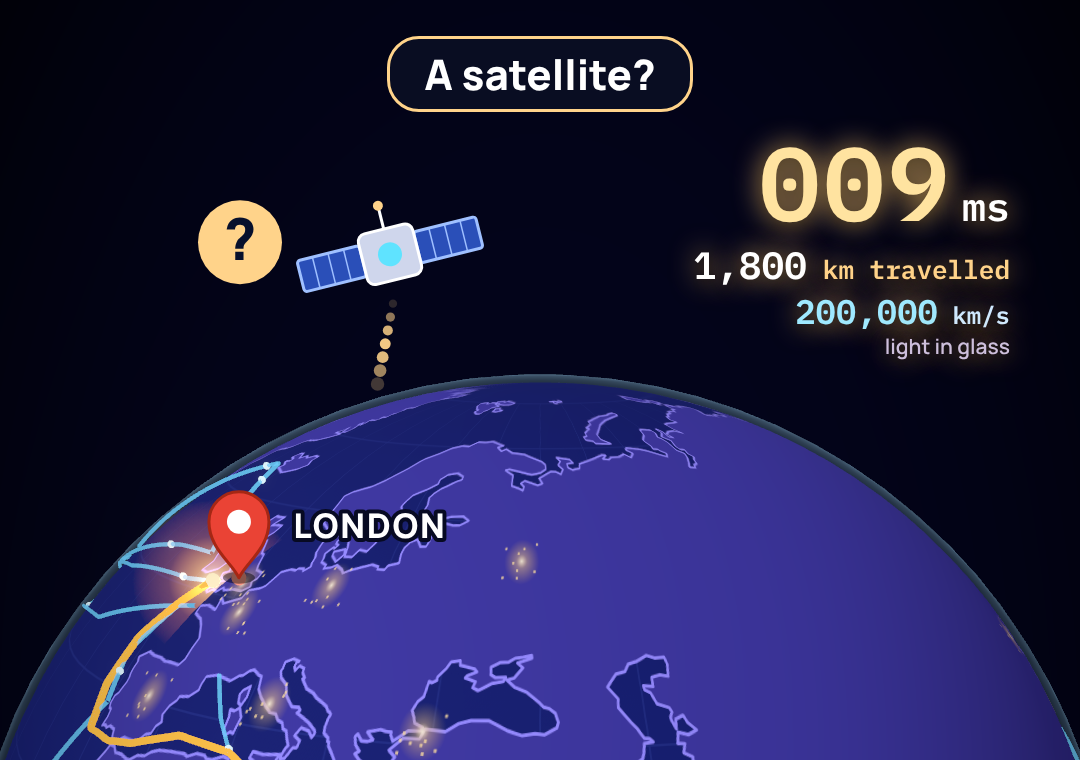 A satellite?
009 ms
?
1,800 km travelled
200,000 km/s
light in glass
LONDON